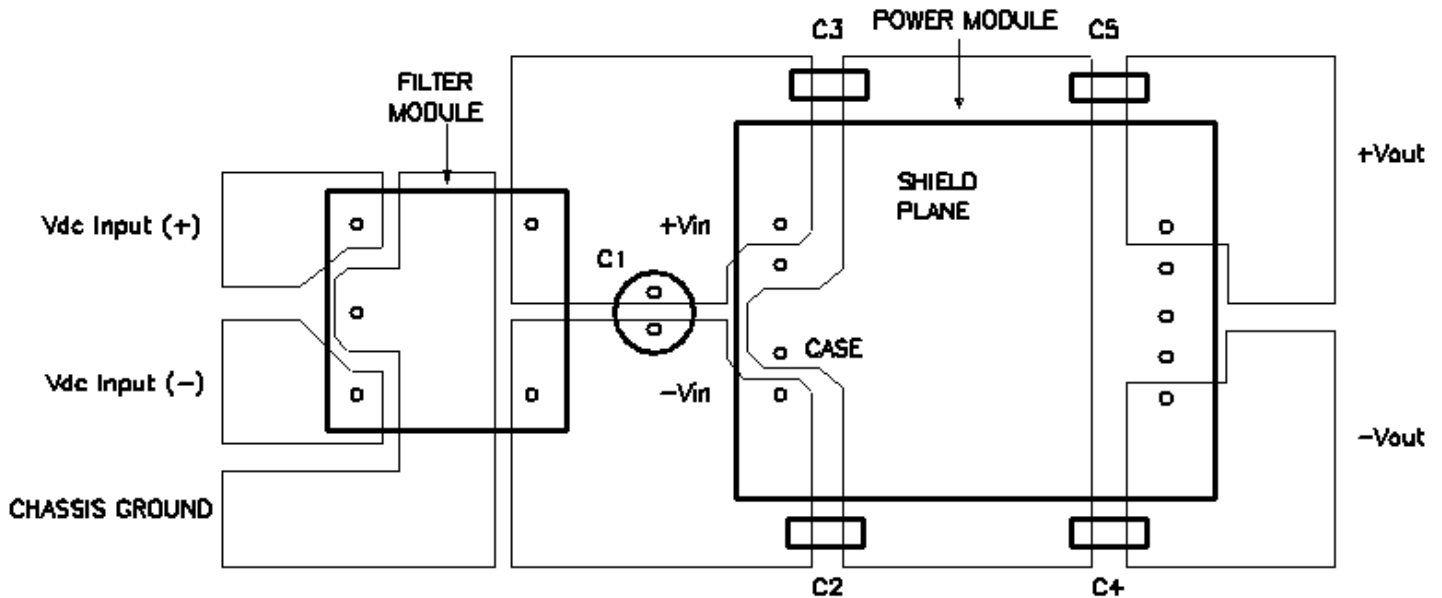 C3
POWER MODULE
C5
FILTER
MODULE
+Vout
SHIELD
PLANE
Vdc Input (+)
+Vin
C1
CASE
Vdc Input (-)
-Vin
-Vout
CHASSIS GROUND
C2
C4